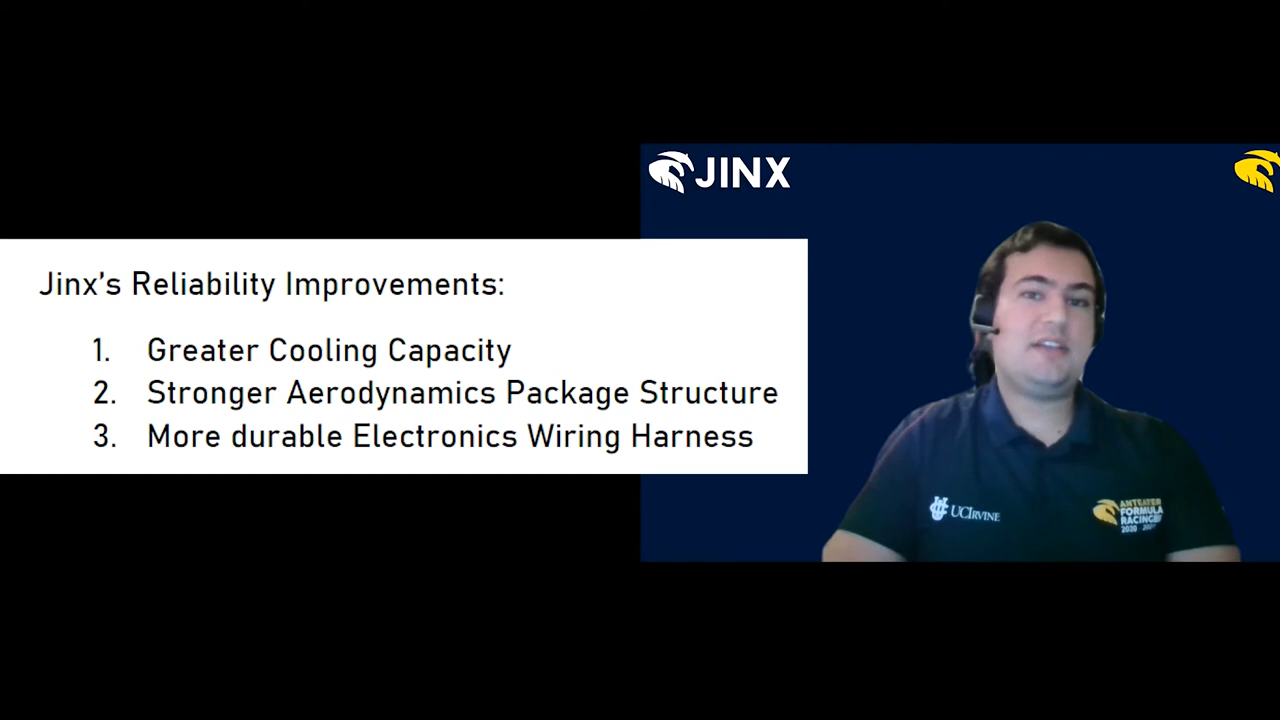 JINX
Jinx's Reliability Improvements:
1. Greater Cooling Capacity
2. Stronger Aerodynamics Package Structure
3. More durable Electronics Wiring Harness
UCIRVINE
ANTEATER
FORMULA
RACING
2020